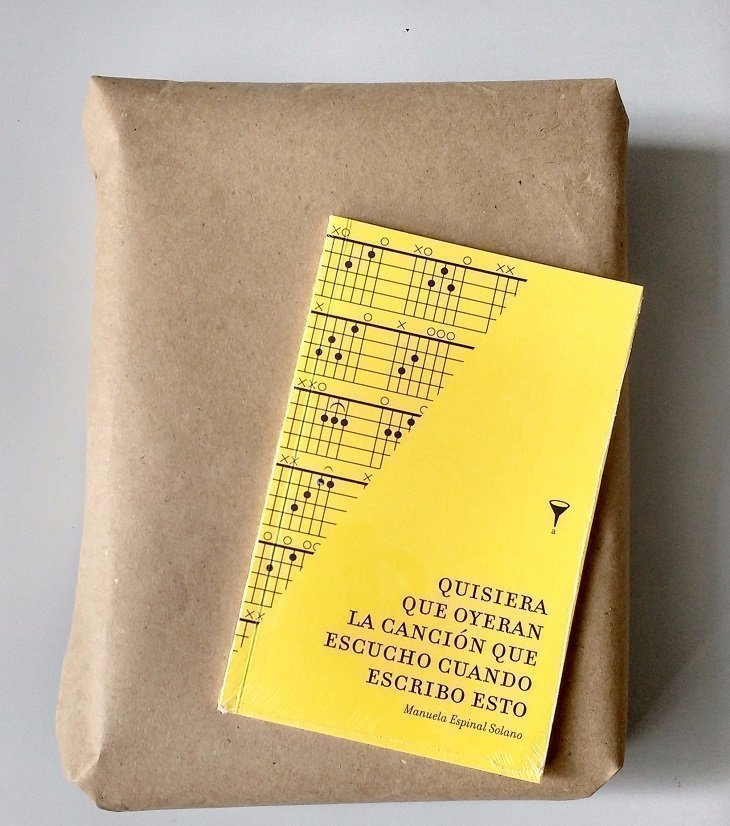 a
QUISIERA
QUE OYERAN
LA CANCIÓN QUE
ESCUCHO CUANDO
ESCRIBO ESTO
Manuela Espinal Solano